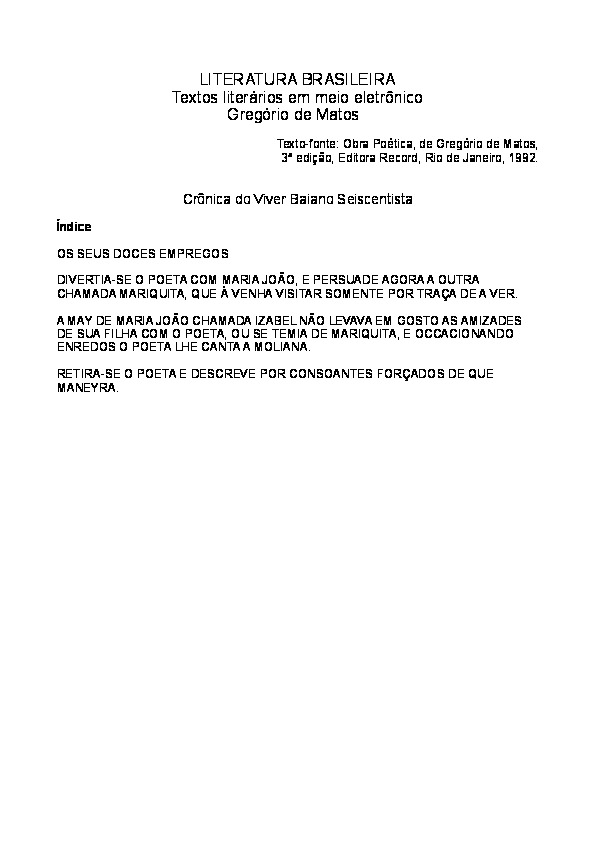 LITERATURA BRASILEIRA
Textos literários em meio eletrônico
Gregório de Matos
Texto-fonte: Obra Poética, de Gregório de Matos,
3ª edição, Editora Record, Rio de Janeiro, 1992.
Crônica do Viver Baiano Seiscentista
Índice
OS SEUS DOCES EMPREGOS
DIVERTIA-SE O POETA COM MARIA JOÃO, E PERSUADE AGORA A OUTRA
CHAMADA MARIQUITA, QUE À VENHA VISITAR SOMENTE POR TRAÇA DE A VER.
A MAY DE MARIA JOÃO CHAMADA IZABEL NÃO LEVAVA EM GOSTO AS AMIZADES
DE SUA FILHA COM O POETA, OU SE TEMIA DE MARIQUITA, E OCCACIONANDO
ENREDOS O POETA LHE CANTA A MOLIANA.
RETIRA-SE O POETA E DESCREVE POR CONSOANTES FORÇADOS DE QUE
MANEYRA.